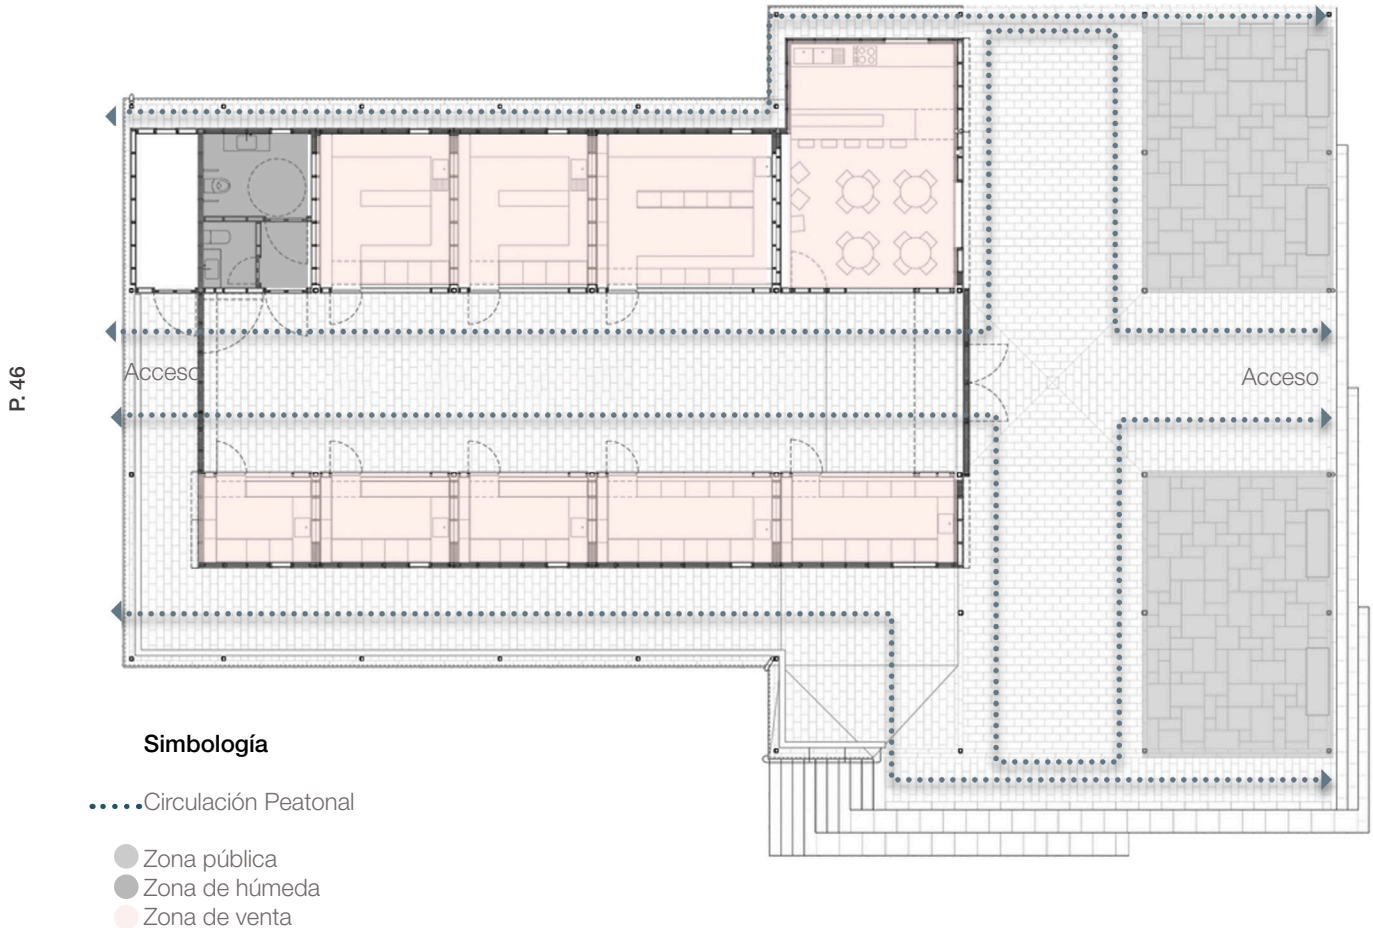 P. 46
Acceso
Acceso
Simbología
Circulación Peatonal
Zona pública
Zona de húmeda
Zona de venta